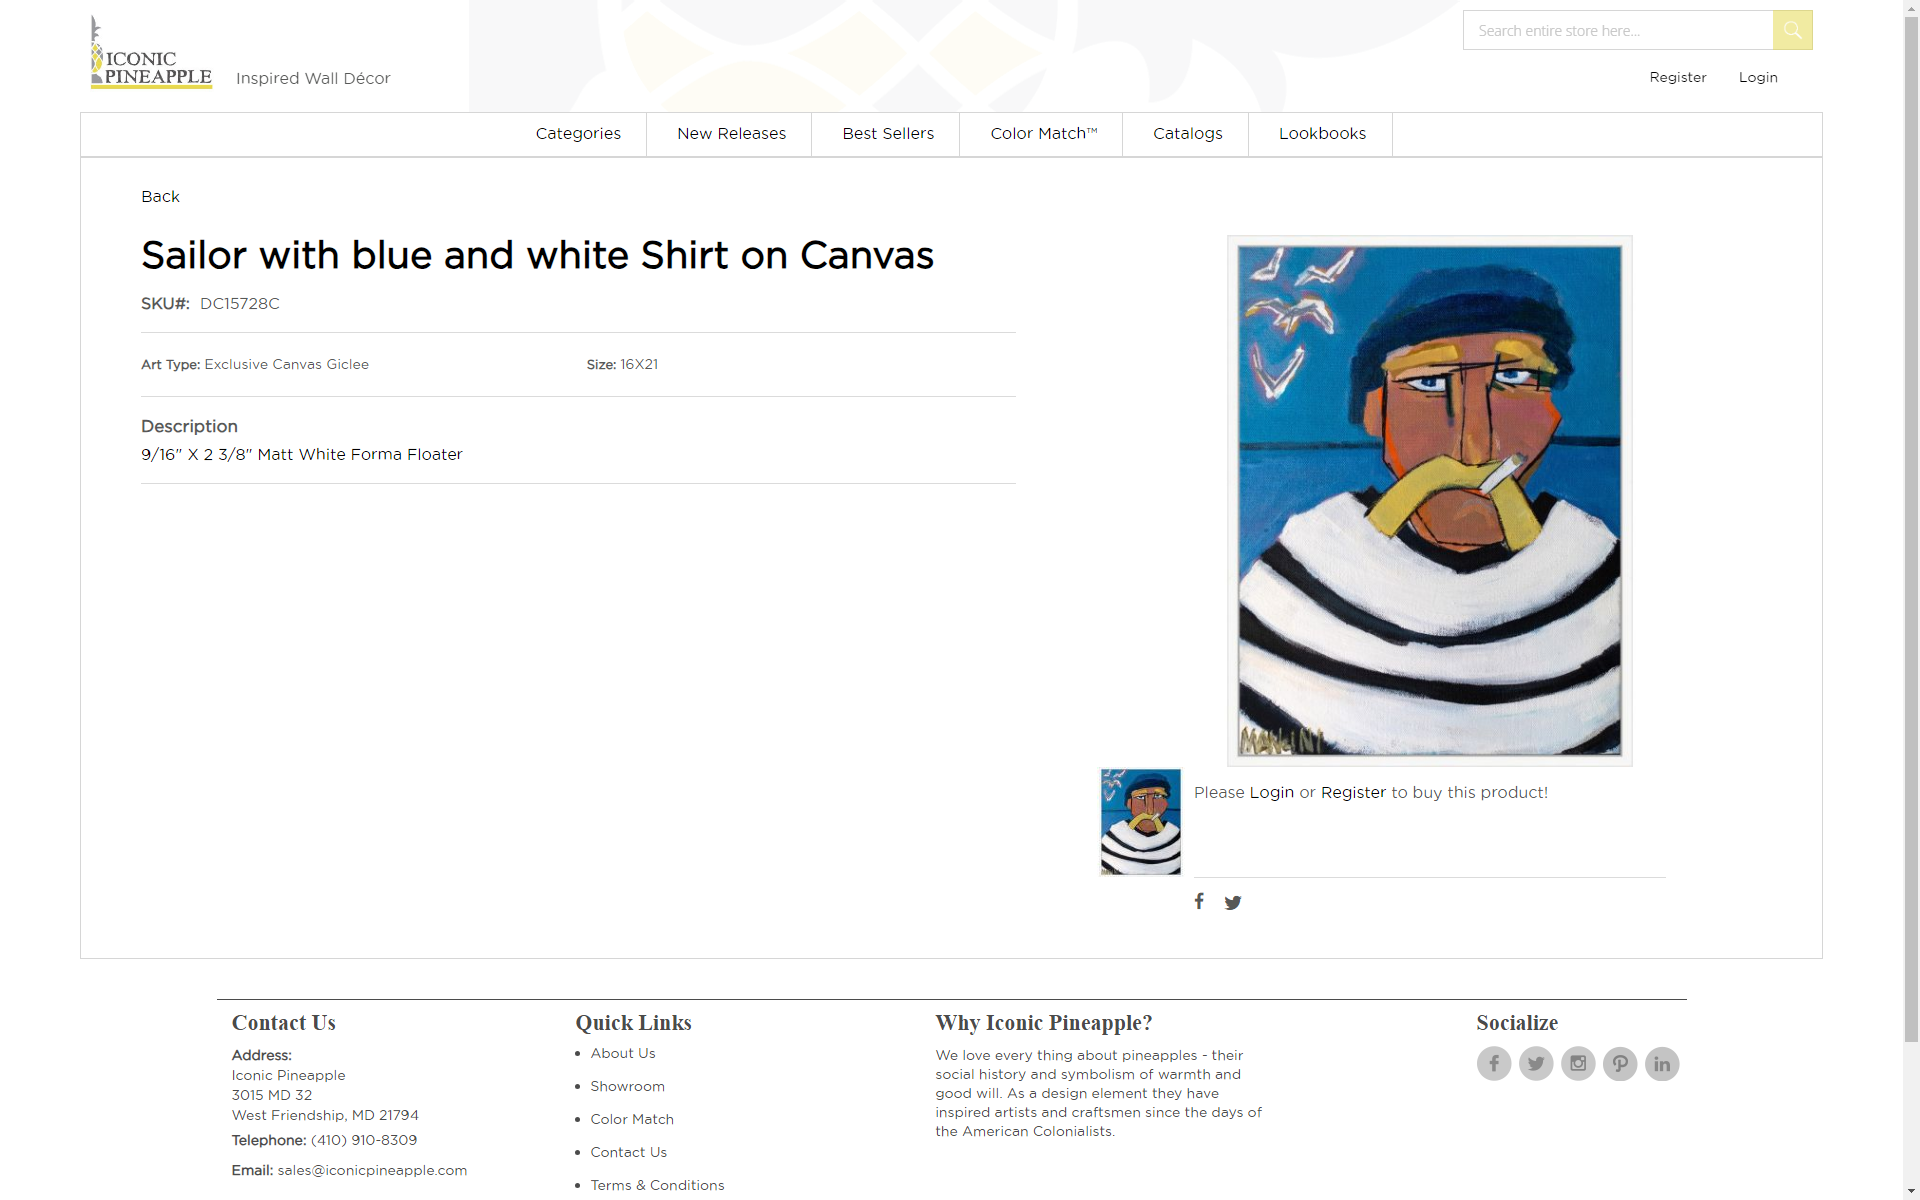 ICONIC
PINEAPPLE
Inspired Wall Décor
Search entire store here...
Register
Login
Categories
New Releases
Best Sellers
Color Match™
Catalogs
Lookbooks
Back
Sailor with blue and white Shirt on Canvas
SKU#: DC15728C
Art Type: Exclusive Canvas Giclee
Size: 16X21
Description
9/16" X 2 3/8" Matt White Forma Floater
MANCINI
Please Login or Register to buy this product!
Contact Us
Address:
Iconic Pineapple
3015 MD 32
West Friendship, MD 21794
Telephone: (410) 910-8309
Email: sales@iconicpineapple.com
Quick Links
About Us
Showroom
Color Match
Contact Us
Terms & Conditions
Why Iconic Pineapple?
We love every thing about pineapples - their
social history and symbolism of warmth and
good will. As a design element they have
inspired artists and craftsmen since the days of
the American Colonialists.
Socialize